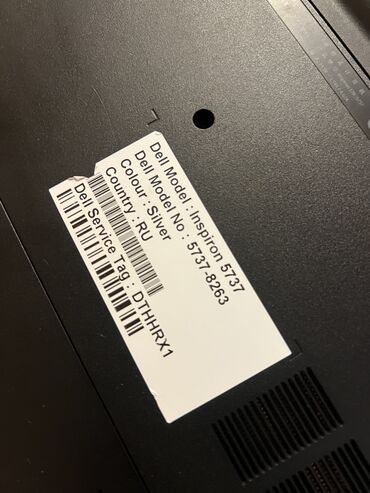 Dell Model : Inspiron 5737
Dell Model No : 5737-8263
Colour : Silver
Country : RU
Dell Service Tag : DTHHRX1